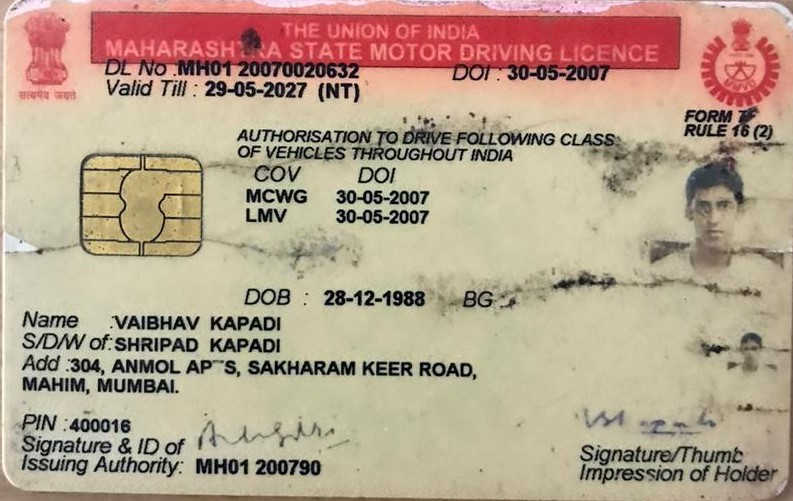 THE UNION OF INDIA
MAHARASHTRA STATE MOTOR DRIVING LICENCE
सत्यमेव जयते
DL No : MH01 20070020632 DOI : 30-05-2007
Valid Till : 29-05-2027 (NT)
FORM
RULE 16 (2)
AUTHORISATION TO DRIVE FOLLOWING CLASS
OF VEHICLES THROUGHOUT INDIA
COV DOI
MCWG 30-05-2007
LMV 30-05-2007
DOB : 28-12-1988 BG :
Name : VAIBHAV KAPADI
S/D/W of : SHRIPAD KAPADI
Add : 304, ANMOL SAKHARAM KEER ROAD,
MAHIM, MUMBAI.
PIN : 400016
Signature & ID of
Issuing Authority: MH01 200790
Signature/Thumb
Impression of Holder